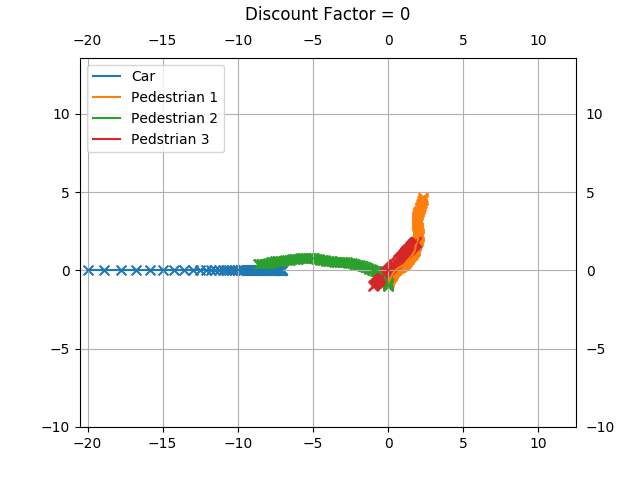 Discount Factor = 0
−20 −15 −10 −5 0 5 10
Car
Pedestrian 1
Pedestrian 2
Pedstrian 3
10 10
5 5
0 0
−5 −5
−10 −10
−20 −15 −10 −5 0 5 10